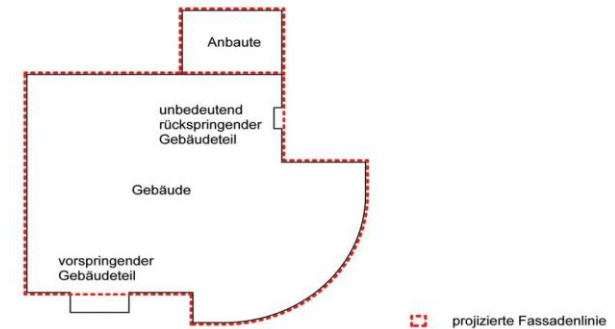 Anbaute
unbedeutend
rückspringender
Gebäudeteil
Gebäude
vorspringender
Gebäudeteil
projizierte Fassadenlinie